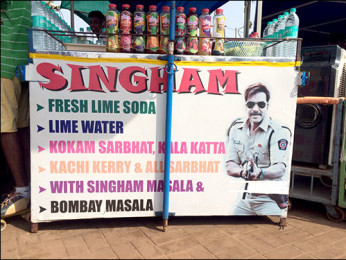 SINGHAM
FRESH LIME SODA
LIME WATER
KOKAM SARBHAT, KALA KATTA
KACHI KERRY & ALL SARBHAT
WITH SINGHAM MASALA &
BOMBAY MASALA